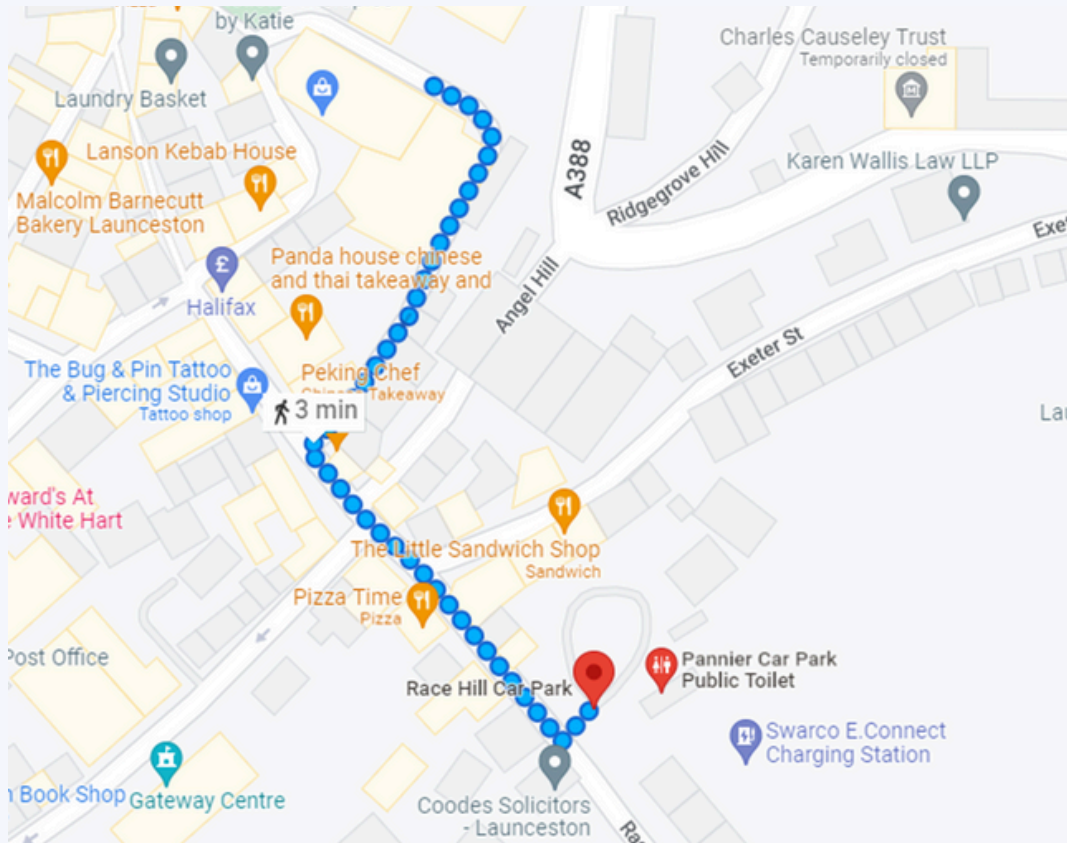 by Katie
Laundry Basket
Charles Causeley Trust
Temporarily closed
Lanson Kebab House
A388
Ridgegrove Hill
Karen Wallis Law LLP
Malcolm Barnecutt
Bakery Launceston
Panda house chinese
and thai takeaway and
£
Halifax
Angel Hill
Exeter St
The Bug & Pin Tattoo
& Piercing Studio
Tattoo shop
Peking Chef
Takeaway
3 min
ward's At
White Hart
The Little Sandwich Shop
Sandwich
Pizza Time
Pizza
Post Office
Race Hill Car Park
Pannier Car Park
Public Toilet
Swarco E.Connect
Charging Station
Book Shop
Gateway Centre
Coodes Solicitors
- Launceston